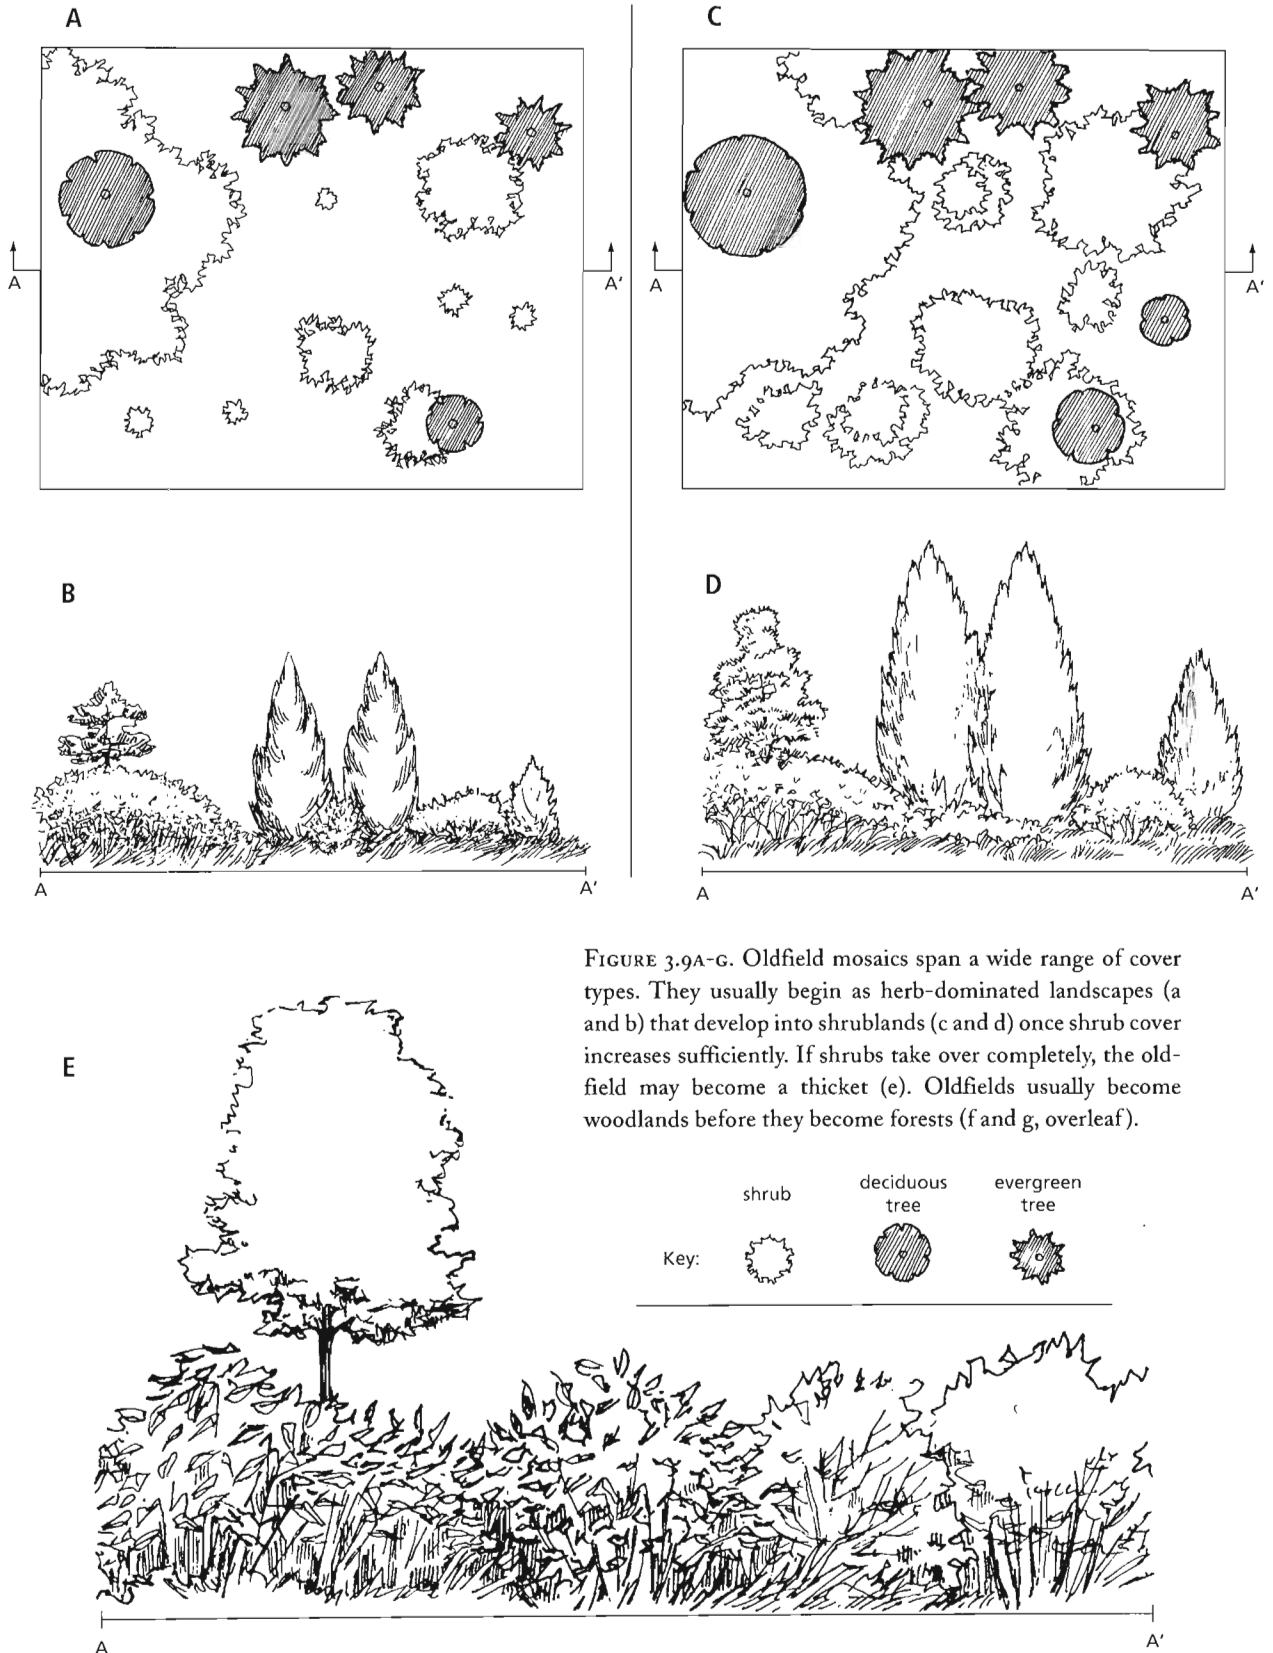 A
C
A
A'
A
A'
B
D
A
A'
A
A'
FIGURE 3.9A-G. Oldfield mosaics span a wide range of cover
types. They usually begin as herb-dominated landscapes (a
and b) that develop into shrublands (c and d) once shrub cover
increases sufficiently. If shrubs take over completely, the old-
field may become a thicket (e). Oldfields usually become
woodlands before they become forests (f and g, overleaf).
E
shrub
deciduous
tree
evergreen
tree
Key:
A
A'